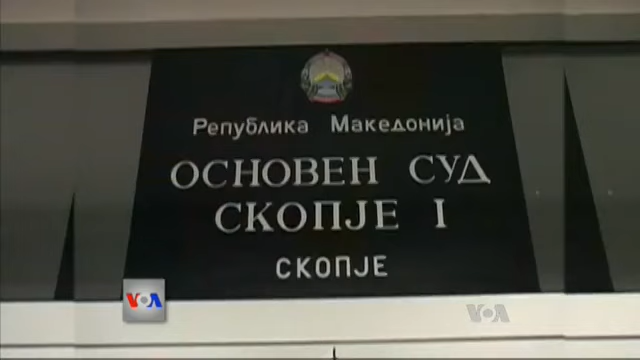 Република Македонија
ОСНОВЕН СУД
СКОПЈЕ I
СКОПЈЕ
VOA
VOA